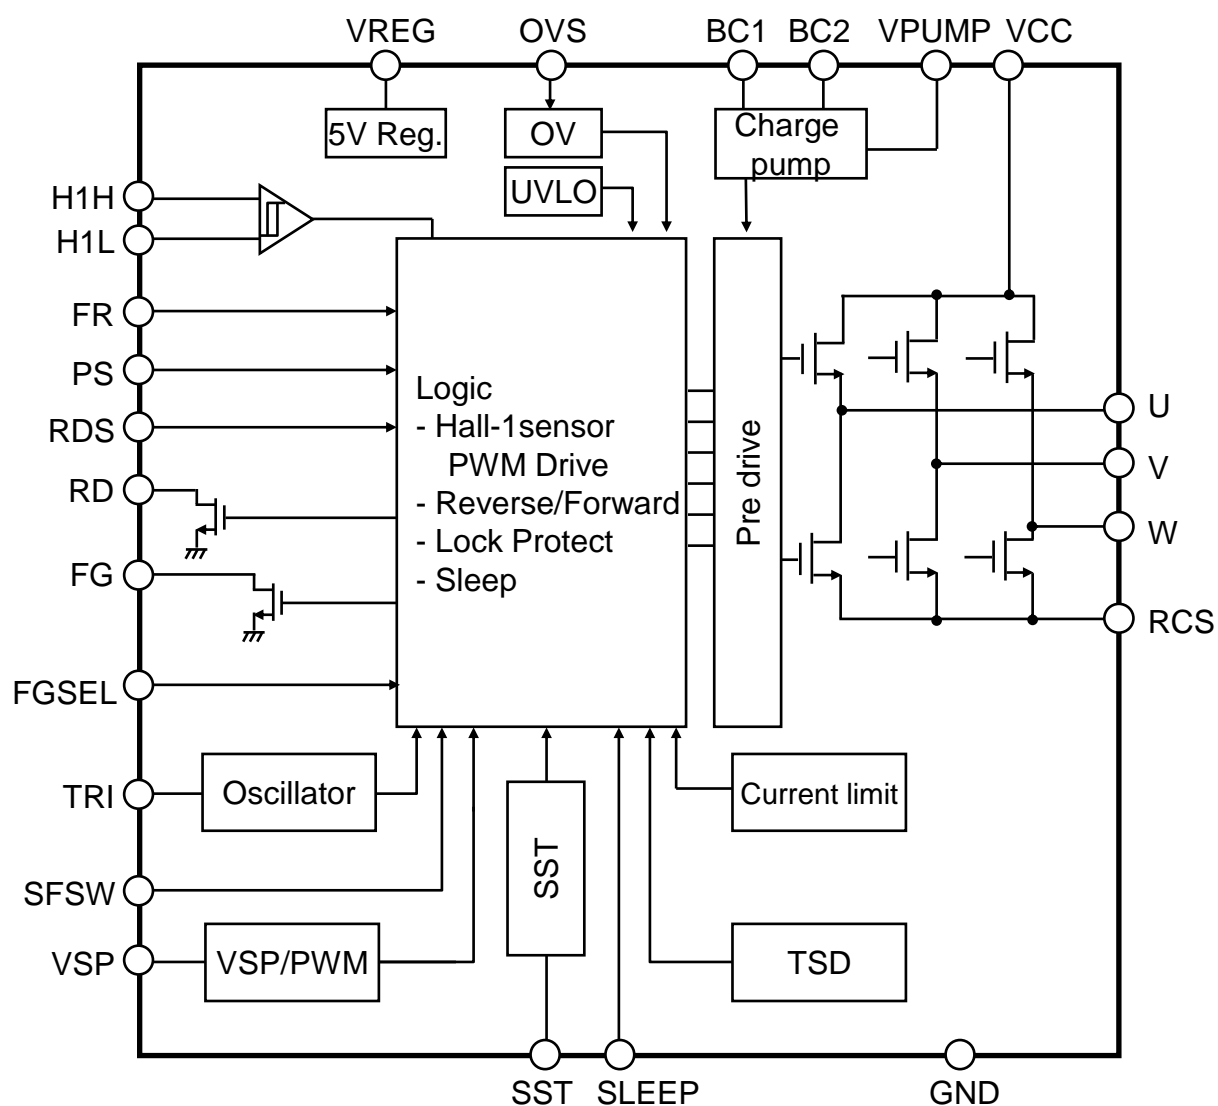 VREG
OVS
BC1
BC2
VPUMP
VCC
5V Reg.
OV
UVLO
Charge
pump
H1H
H1L
FR
PS
RDS
RD
FG
FGSEL
TRI
SFSW
VSP
Logic
- Hall-1sensor
PWM Drive
- Reverse/Forward
- Lock Protect
- Sleep
Pre drive
U
V
W
RCS
Oscillator
VSP/PWM
SST
Current limit
TSD
SST
SLEEP
GND